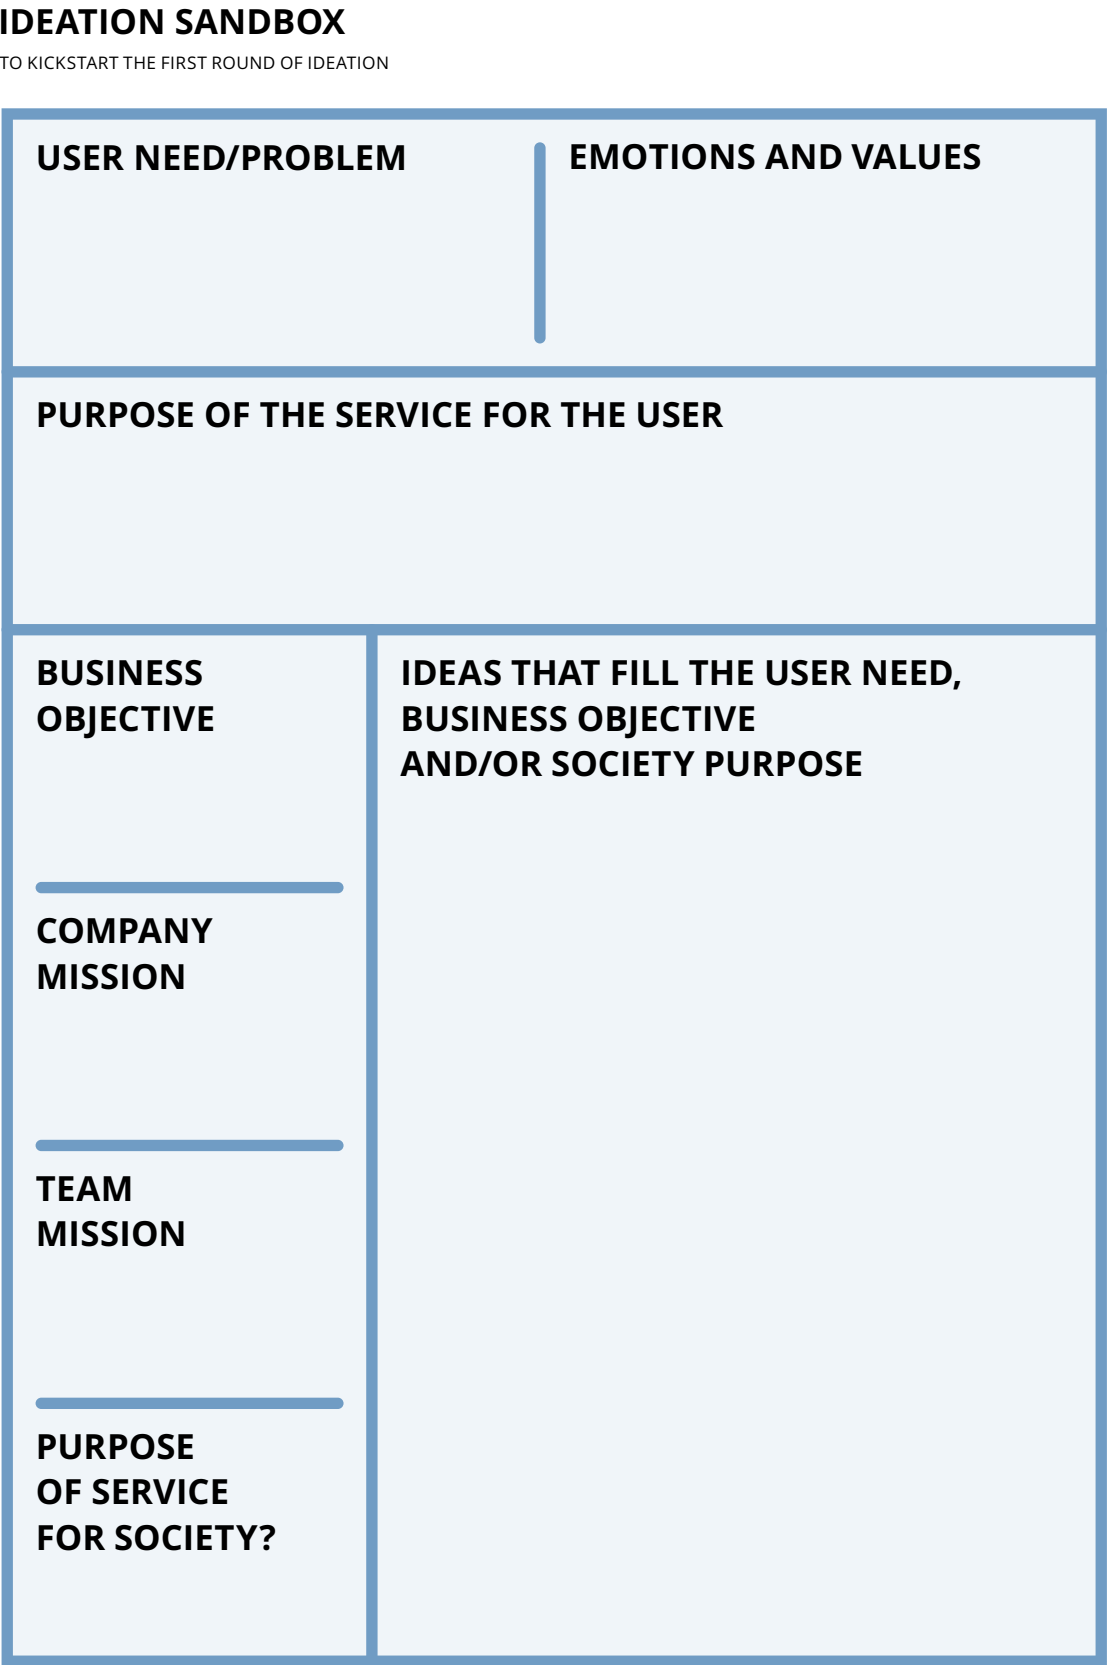 IDEATION SANDBOX
TO KICKSTART THE FIRST ROUND OF IDEATION
USER NEED/PROBLEM
EMOTIONS AND VALUES
PURPOSE OF THE SERVICE FOR THE USER
BUSINESS
OBJECTIVE
COMPANY
MISSION
TEAM
MISSION
PURPOSE
OF SERVICE
FOR SOCIETY?
IDEAS THAT FILL THE USER NEED,
BUSINESS OBJECTIVE
AND/OR SOCIETY PURPOSE